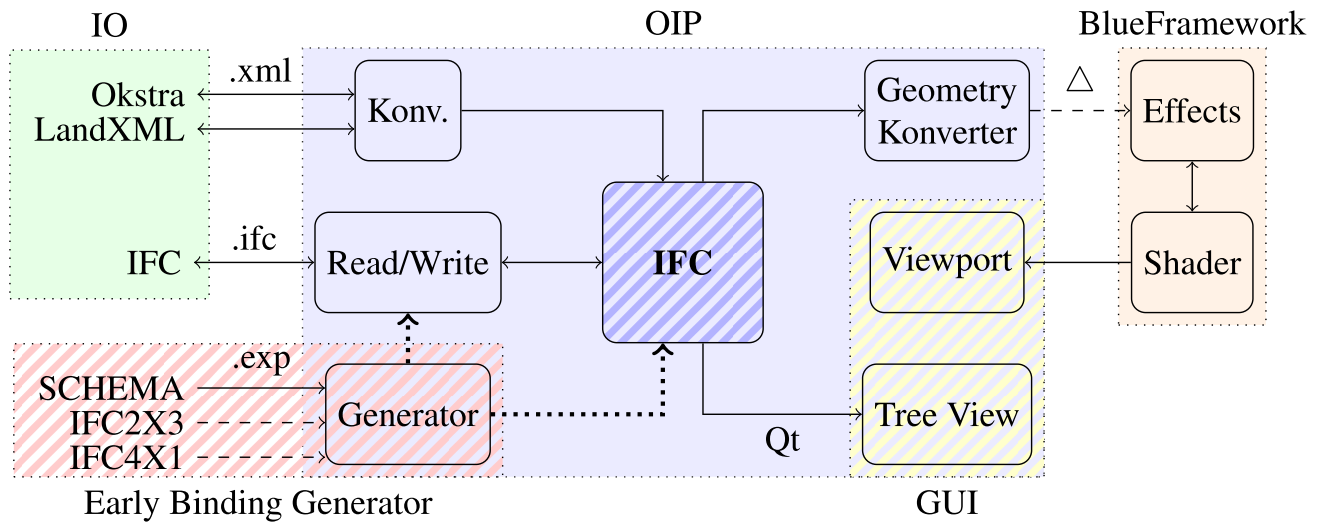 IO
OIP
BlueFramework
.xml
△
Okstra
LandXML
Konv.
Geometry
Konverter
Effects
.ifc
IFC
Read/Write
IFC
Viewport
Shader
.exp
SCHEMA
IFC2X3
IFC4X1
Generator
Tree View
Qt
Early Binding Generator
GUI